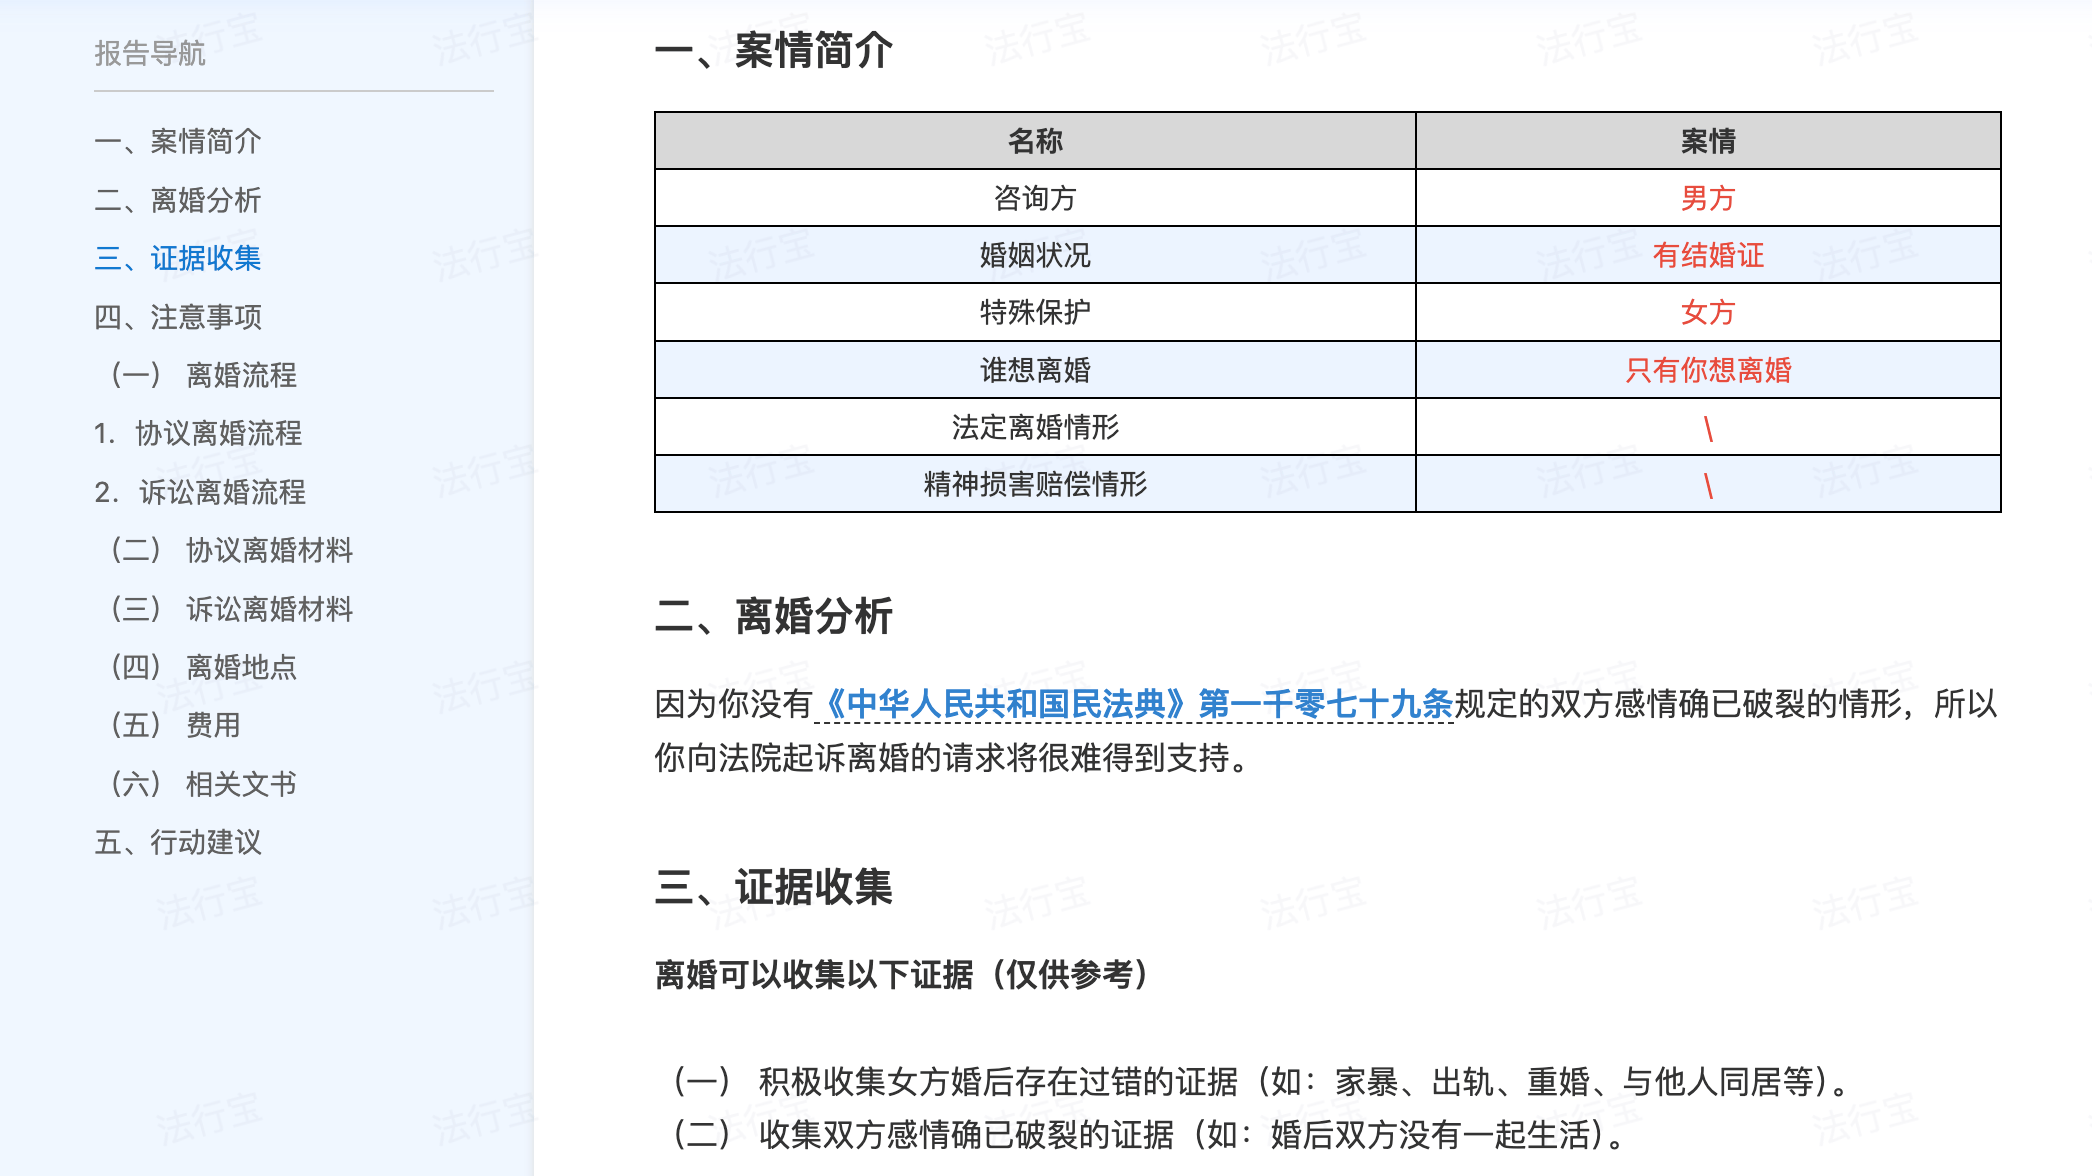 报告导航
一、案情简介
二、离婚分析
三、证据收集
四、注意事项
（一） 离婚流程
1. 协议离婚流程
2. 诉讼离婚流程
（二） 协议离婚材料
（三） 诉讼离婚材料
（四） 离婚地点
（五） 费用
（六） 相关文书
五、行动建议
一、案情简介
名称 案情
咨询方 男方
婚姻状况 有结婚证
特殊保护 女方
谁想离婚 只有你想离婚
法定离婚情形 \
精神损害赔偿情形 \
二、离婚分析
因为你没有《中华人民共和国民法典》第一千零七十九条规定的双方感情确已破裂的情形，所以
你向法院起诉离婚的请求将很难得到支持。
三、证据收集
离婚可以收集以下证据（仅供参考）
（一） 积极收集女方婚后存在过错的证据（如：家暴、出轨、重婚、与他人同居等）。
（二） 收集双方感情确已破裂的证据（如：婚后双方没有一起生活）。
法行宝